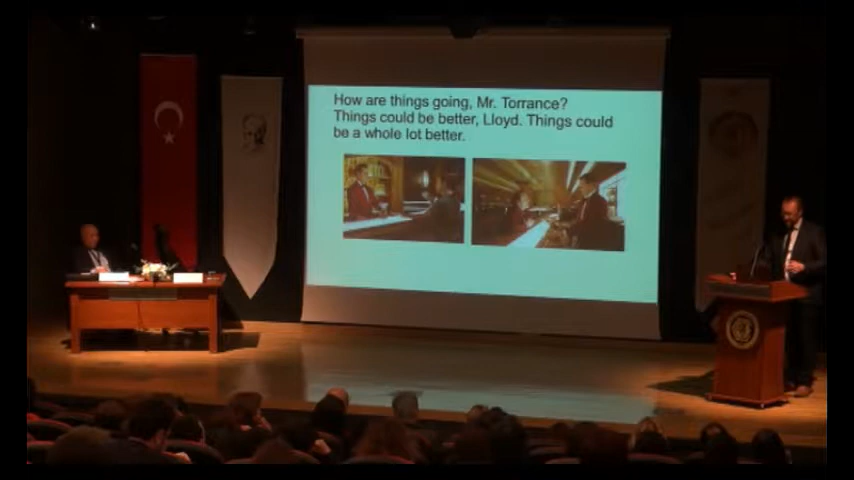 How are things going, Mr. Torrance?
Things could be better, Lloyd. Things could
be a whole lot better.